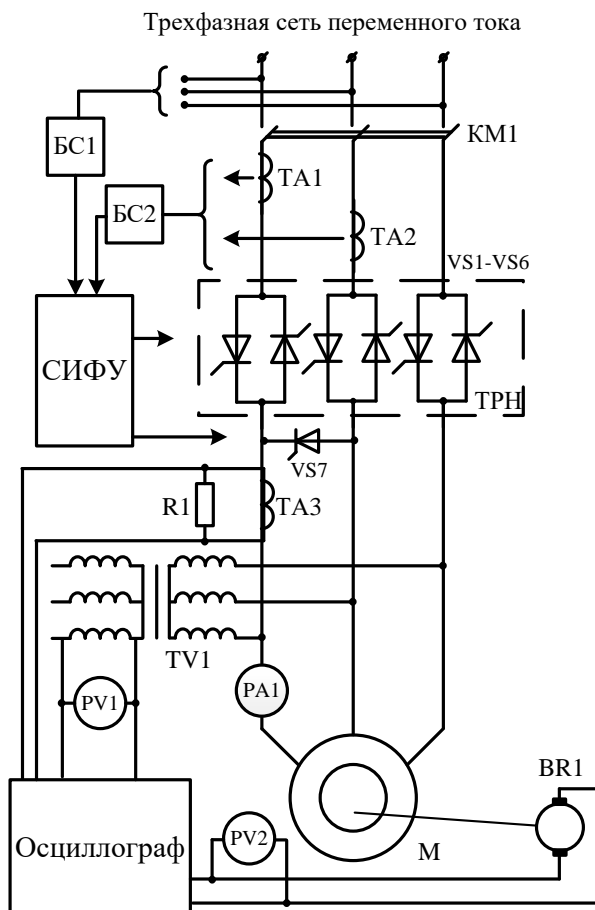 Трехфазная сеть переменного тока
БС1
КМ1
БС2
ТА1
ТА2
VS1-VS6
СИФУ
ТРН
VS7
R1
ТА3
TV1
PA1
PV1
BR1
Осциллограф
PV2
М